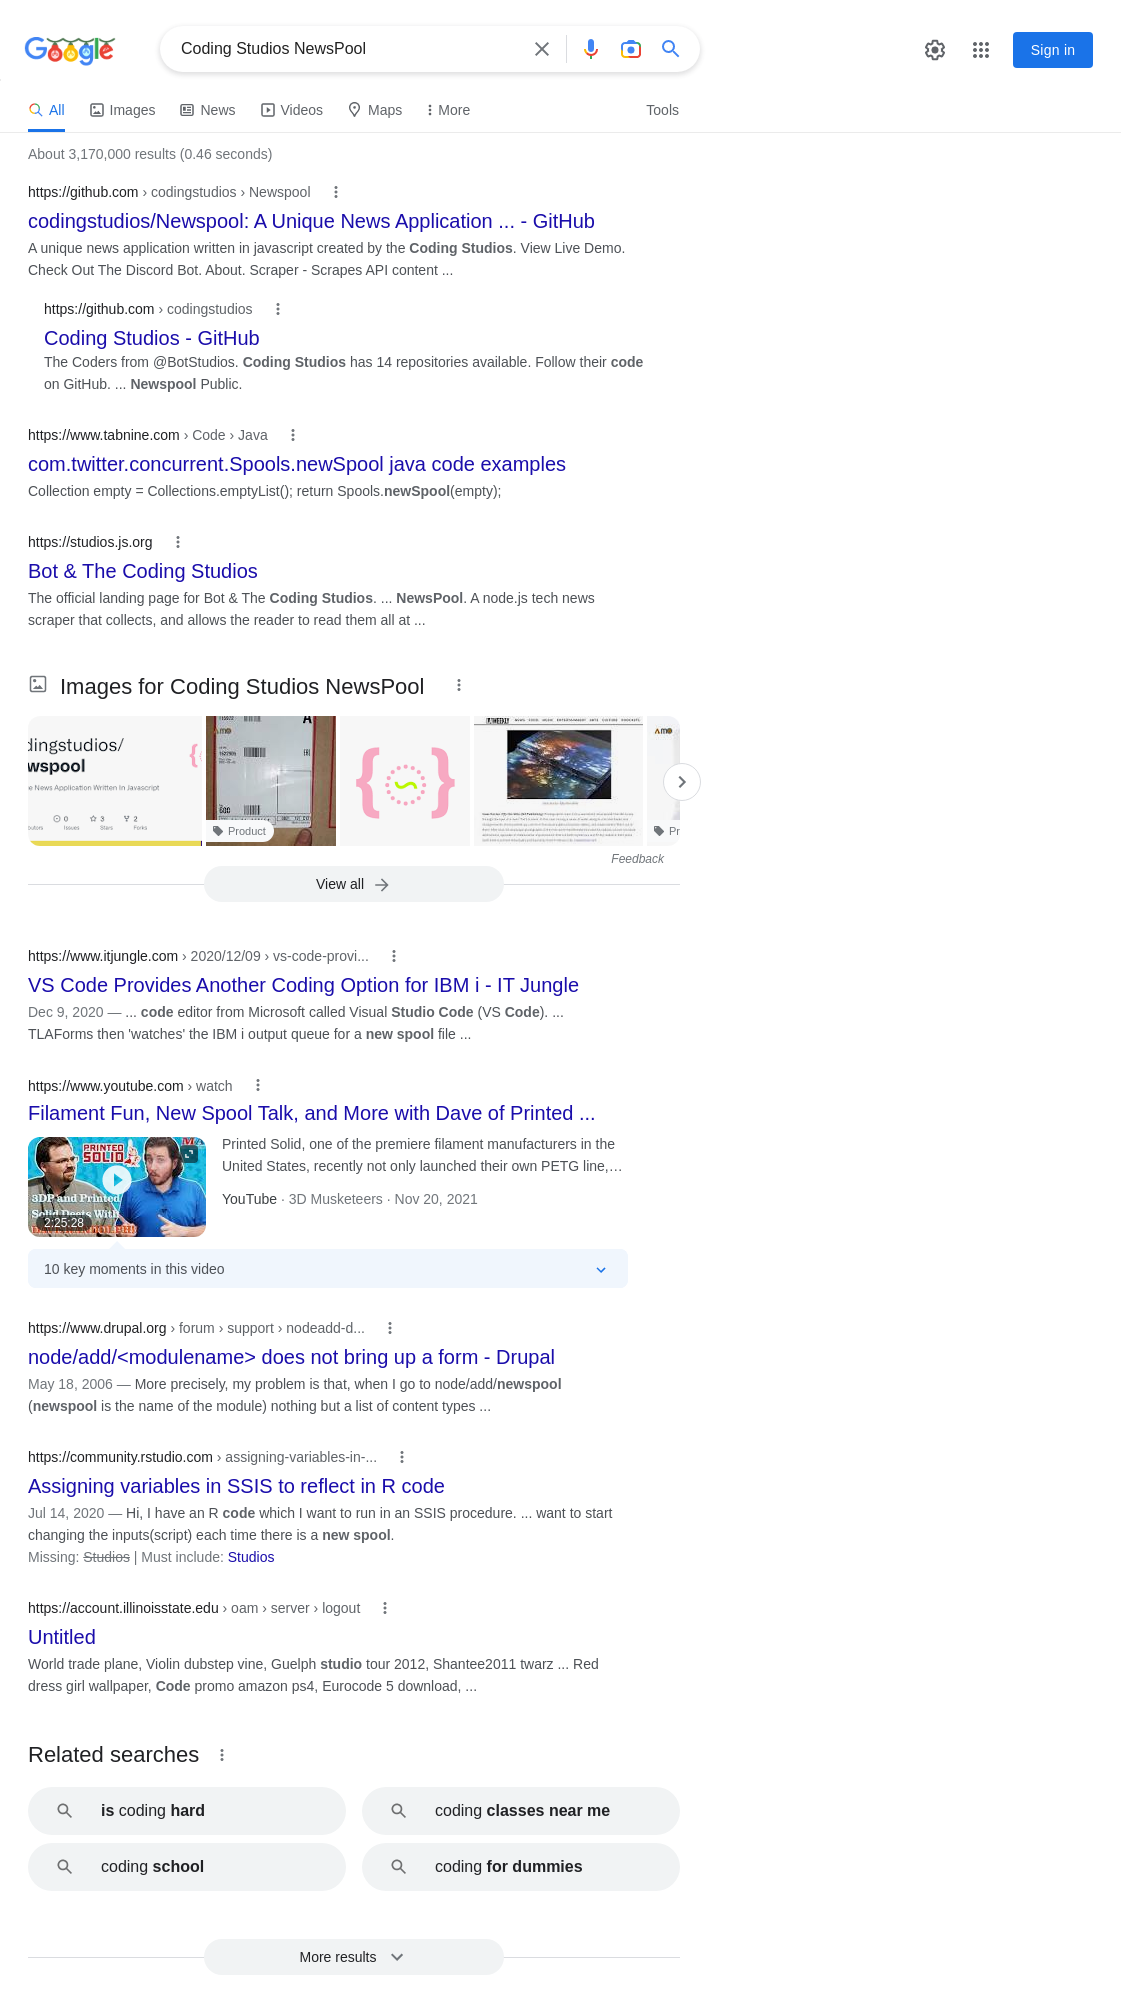 Google
Coding Studios NewsPool
Sign in
All
Images
News
Videos
Maps
More
Tools
About 3,170,000 results (0.46 seconds)
https://github.com › codingstudios › Newspool
codingstudios/Newspool: A Unique News Application ... - GitHub
A unique news application written in javascript created by the Coding Studios. View Live Demo.
Check Out The Discord Bot. About. Scraper - Scrapes API content ...
https://github.com › codingstudios
Coding Studios - GitHub
The Coders from @BotStudios. Coding Studios has 14 repositories available. Follow their code
on GitHub. ... Newspool Public.
https://www.tabnine.com › Code › Java
com.twitter.concurrent.Spools.newSpool java code examples
Collection empty = Collections.emptyList(); return Spools.newSpool(empty);
https://studios.js.org
Bot & The Coding Studios
The official landing page for Bot & The Coding Studios. ... NewsPool. A node.js tech news
scraper that collects, and allows the reader to read them all at ...
Images for Coding Studios NewsPool
dingstudios/
wspool
e News Application Written In Javascript
0
3
2
Issues
Stars
Forks
Product
Pr
Feedback
View all
https://www.itjungle.com › 2020/12/09 › vs-code-provi...
VS Code Provides Another Coding Option for IBM i - IT Jungle
Dec 9, 2020 — ... code editor from Microsoft called Visual Studio Code (VS Code). ...
TLAForms then 'watches' the IBM i output queue for a new spool file ...
https://www.youtube.com › watch
Filament Fun, New Spool Talk, and More with Dave of Printed ...
PRINTED
SOLID
3DP and Printed
Solid Deets With
2:25:28
Printed Solid, one of the premiere filament manufacturers in the
United States, recently not only launched their own PETG line,…
YouTube · 3D Musketeers · Nov 20, 2021
10 key moments in this video
https://www.drupal.org › forum › support › nodeadd-d...
node/add/<modulename> does not bring up a form - Drupal
May 18, 2006 — More precisely, my problem is that, when I go to node/add/newspool
(newspool is the name of the module) nothing but a list of content types ...
https://community.rstudio.com › assigning-variables-in-...
Assigning variables in SSIS to reflect in R code
Jul 14, 2020 — Hi, I have an R code which I want to run in an SSIS procedure. ... want to start
changing the inputs(script) each time there is a new spool.
Missing: Studios | Must include: Studios
https://account.illinoisstate.edu › oam › server › logout
Untitled
World trade plane, Violin dubstep vine, Guelph studio tour 2012, Shantee2011 twarz ... Red
dress girl wallpaper, Code promo amazon ps4, Eurocode 5 download, ...
Related searches
is coding hard
coding classes near me
coding school
coding for dummies
More results